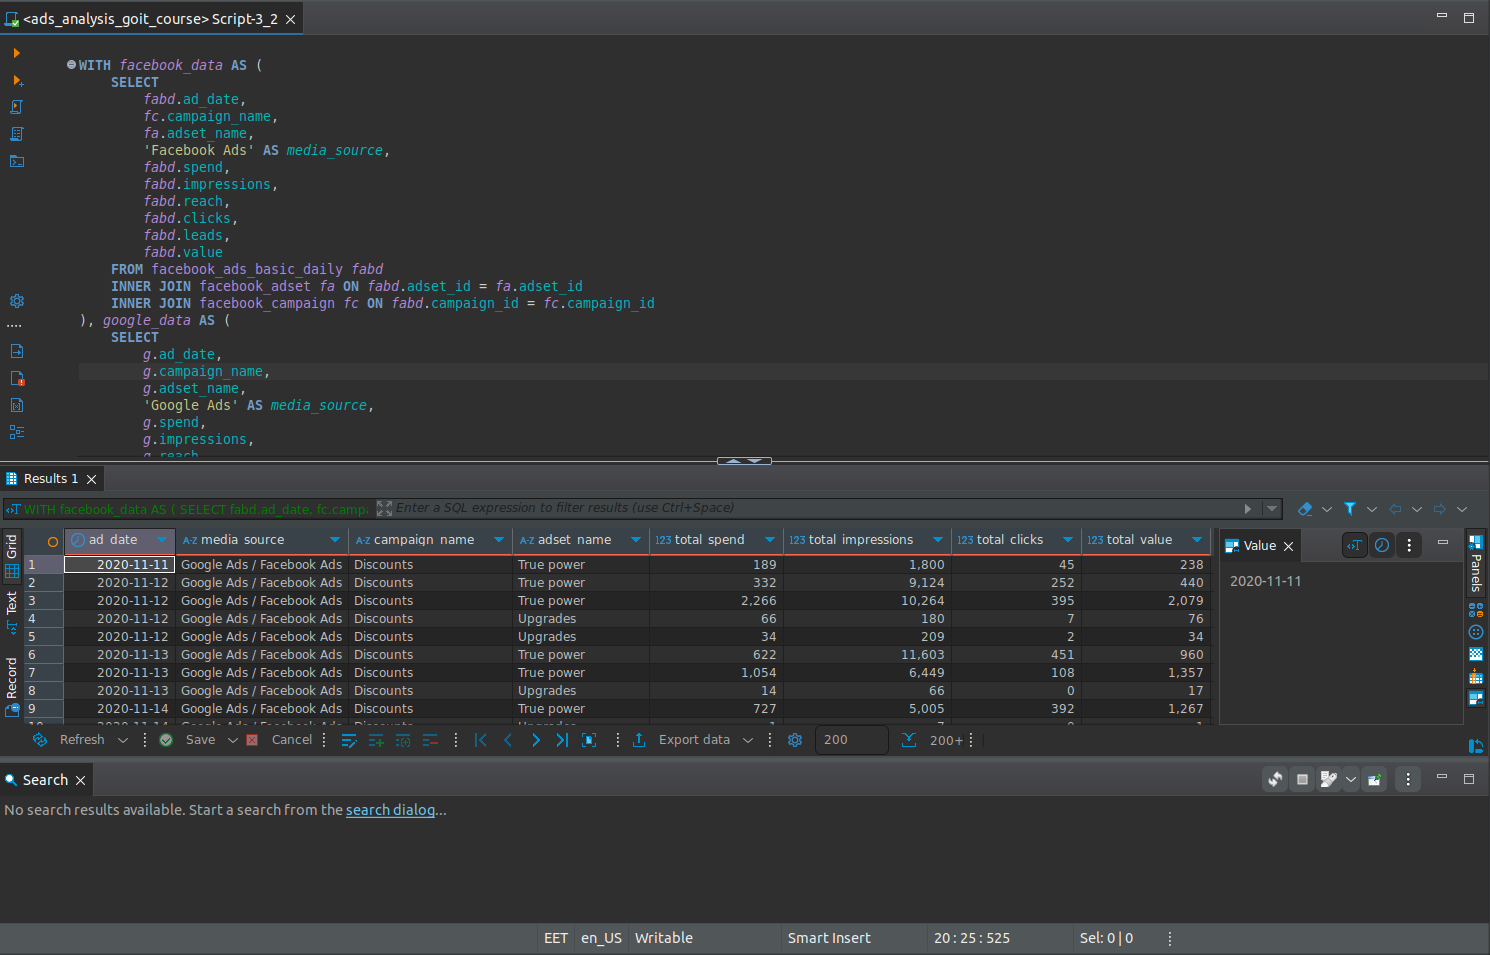 <ads_analysis_goit_course> Script-3_2
WITH facebook_data AS (
SELECT
fabd.ad_date,
fc.campaign_name,
fa.adset_name,
'Facebook Ads' AS media_source,
fabd.spend,
fabd.impressions,
fabd.reach,
fabd.clicks,
fabd.leads,
fabd.value
FROM facebook_ads_basic_daily fabd
INNER JOIN facebook_adset fa ON fabd.adset_id = fa.adset_id
INNER JOIN facebook_campaign fc ON fabd.campaign_id = fc.campaign_id
), google_data AS (
SELECT
g.ad_date,
g.campaign_name,
g.adset_name,
'Google Ads' AS media_source,
g.spend,
g.impressions,
g.reach
Results 1
WITH facebook_data AS ( SELECT fabd.ad_date, fc.camp
Enter a SQL expression to filter results (use Ctrl+Space)
Grid
Text
Record
ad_date media_source campaign_name adset_name 123 total_spend 123 total_impressions 123 total_clicks 123 total_value
1 2020-11-11 Google Ads / Facebook Ads Discounts True power 189 1,800 45 238
2 2020-11-12 Google Ads / Facebook Ads Discounts True power 332 9,124 252 440
3 2020-11-12 Google Ads / Facebook Ads Discounts True power 2,266 10,264 395 2,079
4 2020-11-12 Google Ads / Facebook Ads Discounts Upgrades 66 180 7 76
5 2020-11-12 Google Ads / Facebook Ads Discounts Upgrades 34 209 2 34
6 2020-11-13 Google Ads / Facebook Ads Discounts True power 622 11,603 451 960
7 2020-11-13 Google Ads / Facebook Ads Discounts True power 1,054 6,449 108 1,357
8 2020-11-13 Google Ads / Facebook Ads Discounts Upgrades 14 66 0 17
9 2020-11-14 Google Ads / Facebook Ads Discounts True power 727 5,005 392 1,267
Value
2020-11-11
Panels
Refresh Save Cancel Export data 200 200+
Search
No search results available. Start a search from the search dialog...
EET en_US Writable Smart Insert 20:25:525 Sel: 0 | 0